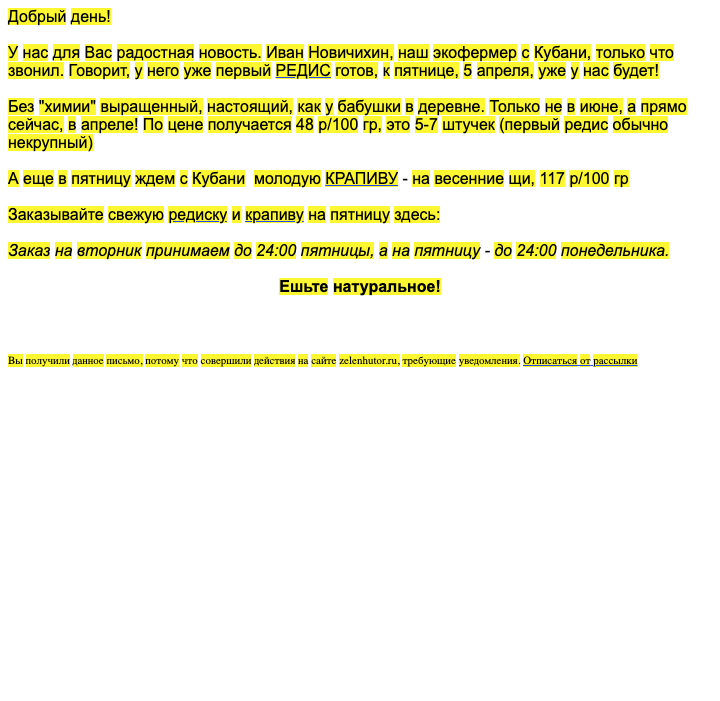 Добрый день!
У нас для Вас радостная новость. Иван Новичихин, наш экофермер с Кубани, только что
звонил. Говорит, у него уже первый РЕДИС готов, к пятнице, 5 апреля, уже у нас будет!
Без "химии" выращенный, настоящий, как у бабушки в деревне. Только не в июне, а прямо
сейчас, в апреле! По цене получается 48 р/100 гр, это 5-7 штучек (первый редис обычно
некрупный)
А еще в пятницу ждем с Кубани молодую КРАПИВУ - на весенние щи, 117 р/100 гр
Заказывайте свежую редиску и крапиву на пятницу здесь:
Заказ на вторник принимаем до 24:00 пятницы, а на пятницу - до 24:00 понедельника.
Ешьте натуральное!
Вы получили данное письмо, потому что совершили действия на сайте zelenhutor.ru, требующие уведомления. Отписаться от рассылки